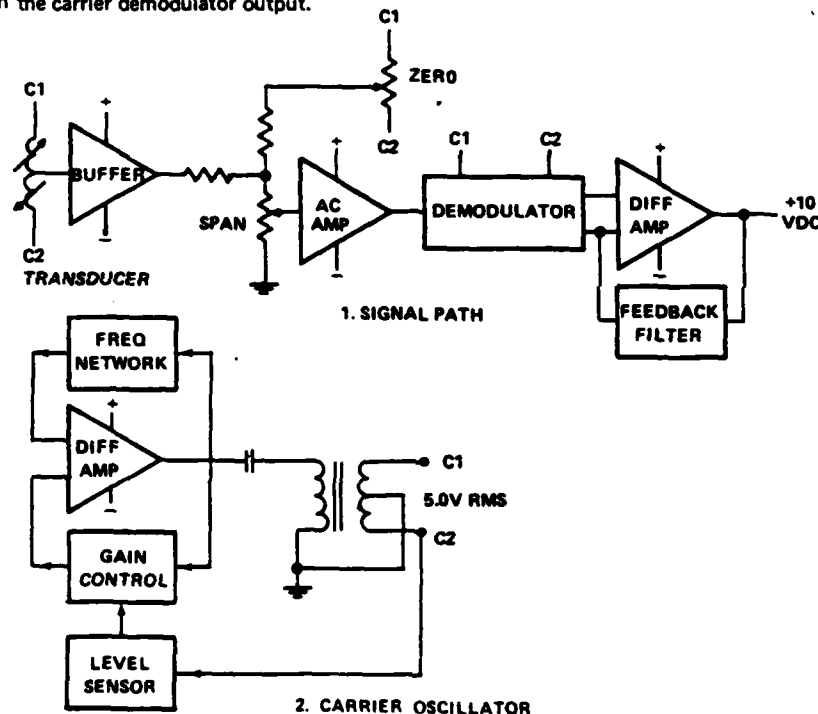 the carrier demodulator output.
C1
ZERO
C2
C1
+
BUFFER
−
C2
TRANSDUCER
SPAN
+
AC
AMP
−
C1
C2
DEMODULATOR
+
DIFF
AMP
−
+10
VDC
FEEDBACK
FILTER
1. SIGNAL PATH
FREQ
NETWORK
+
DIFF
AMP
−
GAIN
CONTROL
LEVEL
SENSOR
C1
5.0V RMS
C2
2. CARRIER OSCILLATOR